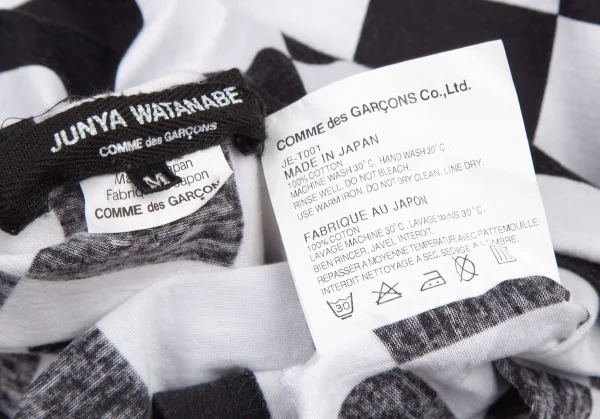 JUNYA WATANABE
COMME des GARÇONS
M
Made in Japan
Fabriqué au Japon
COMME des GARÇONS
COMME des GARÇONS Co.,Ltd.
JE-T001
MADE IN JAPAN
100% COTTON
MACHINE WASH 30°C. HAND WASH 30°C.
RINSE WELL. DO NOT BLEACH.
USE WARM IRON. DO NOT DRY CLEAN. LINE DRY.
FABRIQUE AU JAPON
100% COTON
LAVAGE MACHINE 30°C. LAVAGE MAINS 30°C.
BIEN RINCER. JAVEL INTERDIT.
REPASSER A MOYENNE TEMPERATURE AVEC PATTEMOUILLE.
INTERDIT NETTOYAGE A SEC. SECHAGE A L'OMBRE.
30